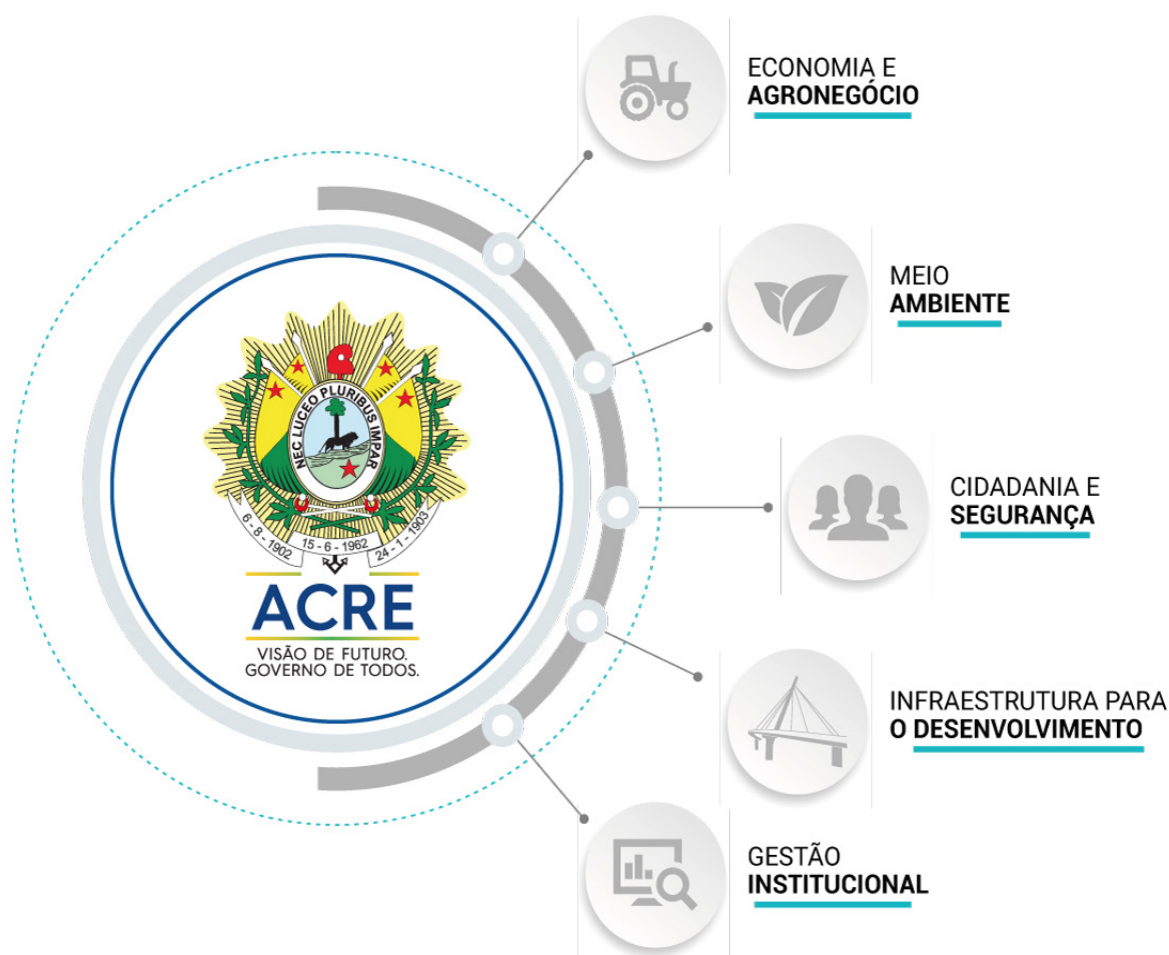 ECONOMIA E
AGRONEGÓCIO
MEIO
AMBIENTE
NEC LUCEO PLURIBUS IMPAR
CIDADANIA E
SEGURANÇA
6 - 8 - 1902
15 - 6 - 1962
24 - 1 - 1903
ACRE
VISÃO DE FUTURO.
GOVERNO DE TODOS.
INFRAESTRUTURA PARA
O DESENVOLVIMENTO
GESTÃO
INSTITUCIONAL